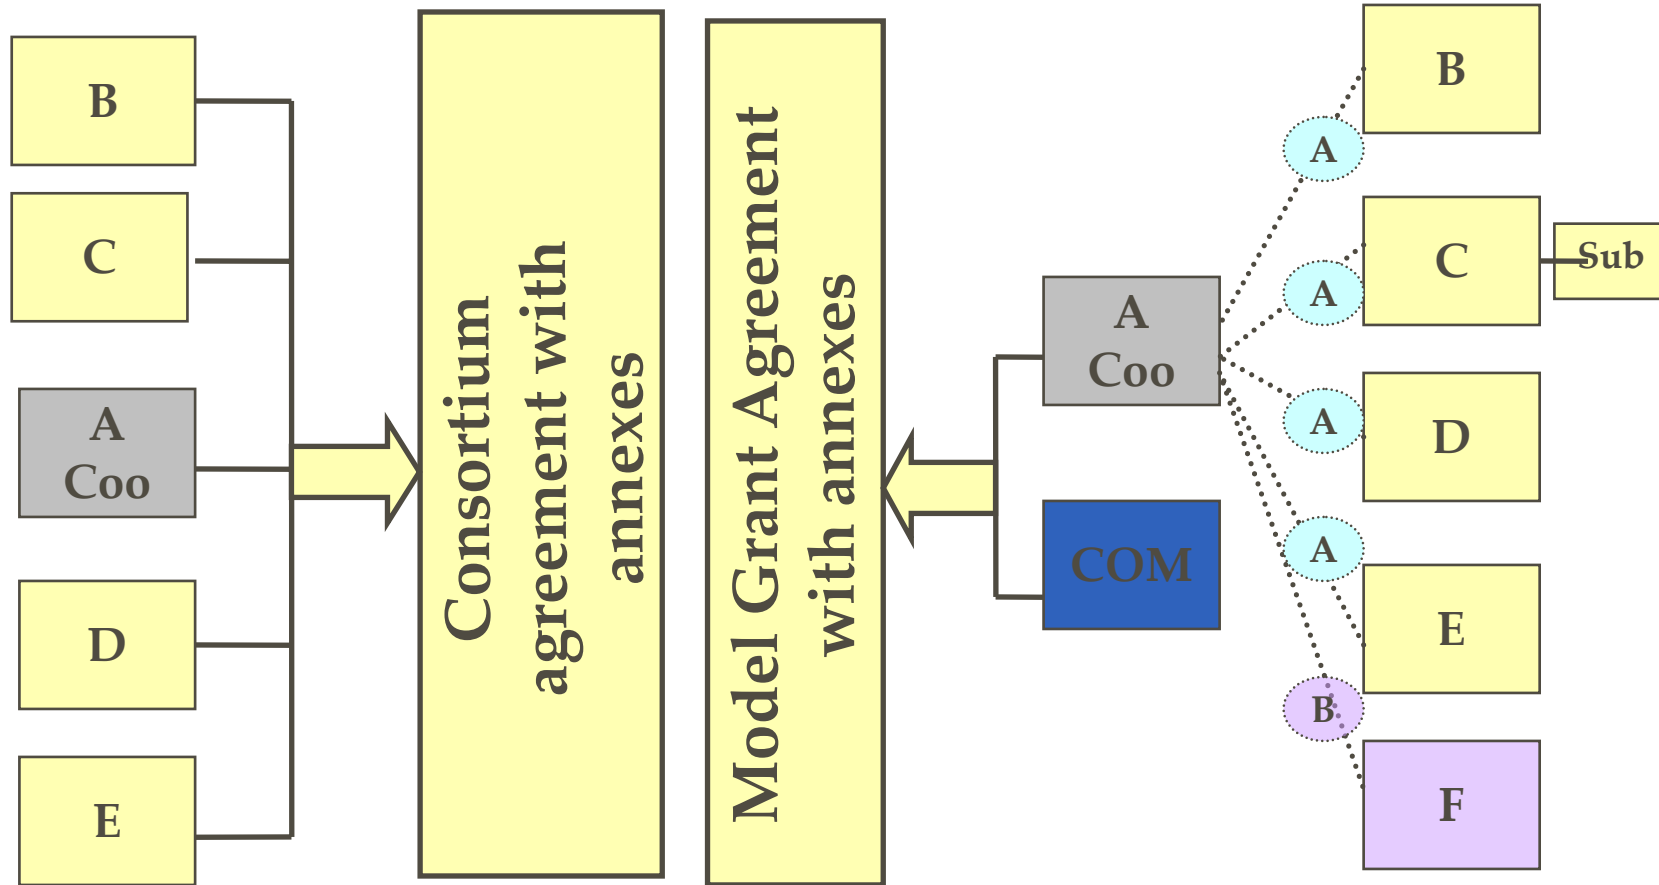 B
C
A
Coo
D
E
Consortium
agreement with
annexes
Model Grant Agreement
with annexes
A
Coo
COM
A
A
A
A
B
B
C
Sub
D
E
F